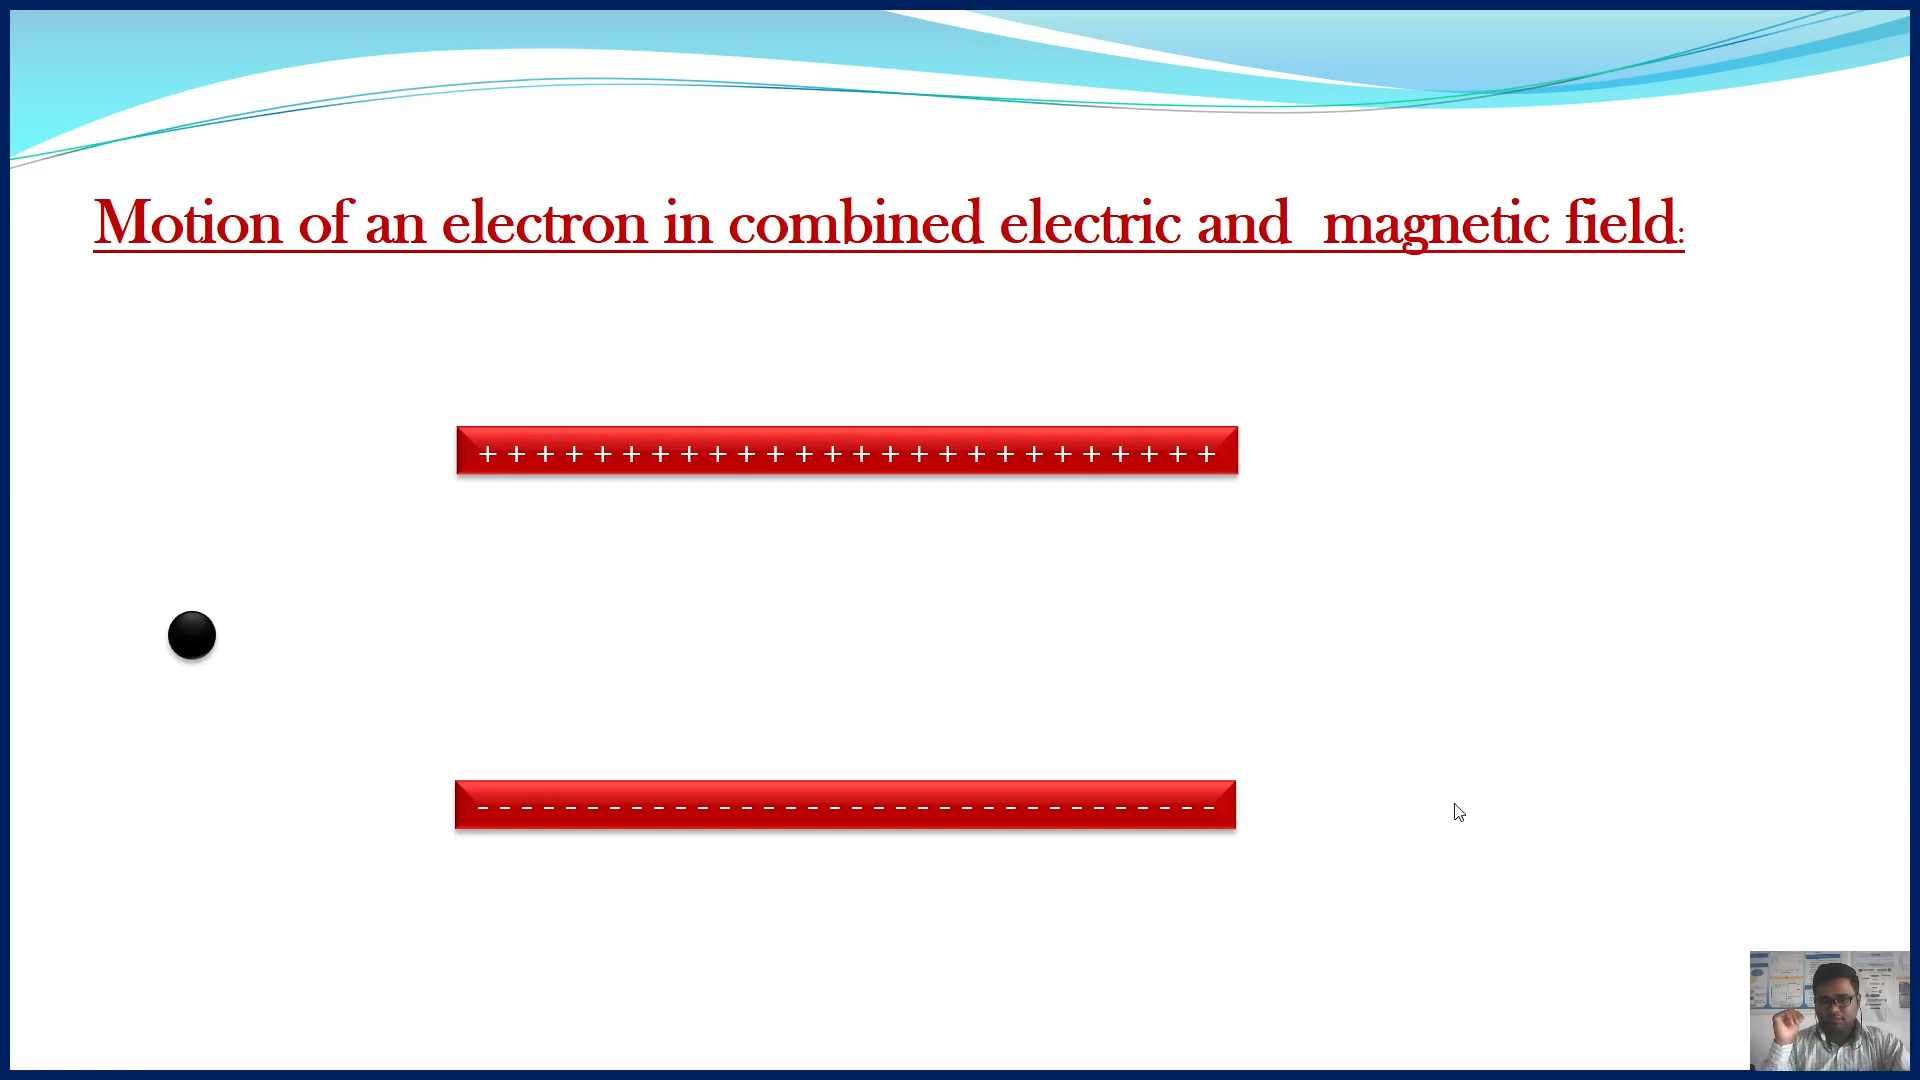 Motion of an electron in combined electric and  magnetic field:
+ + + + + + + + + + + + + + + + + + + + + + + + + +
– – – – – – – – – – – – – – – – – – – – – – – – – – – – – – – – – –